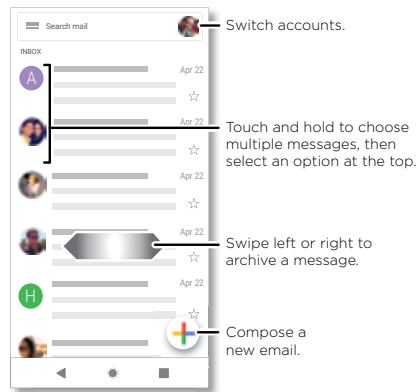 Search mail
Switch accounts.
INBOX
A
Apr 22
Apr 22
Touch and hold to choose
multiple messages, then
select an option at the top.
Apr 22
Apr 22
Swipe left or right to
archive a message.
H
Apr 22
Compose a
new email.